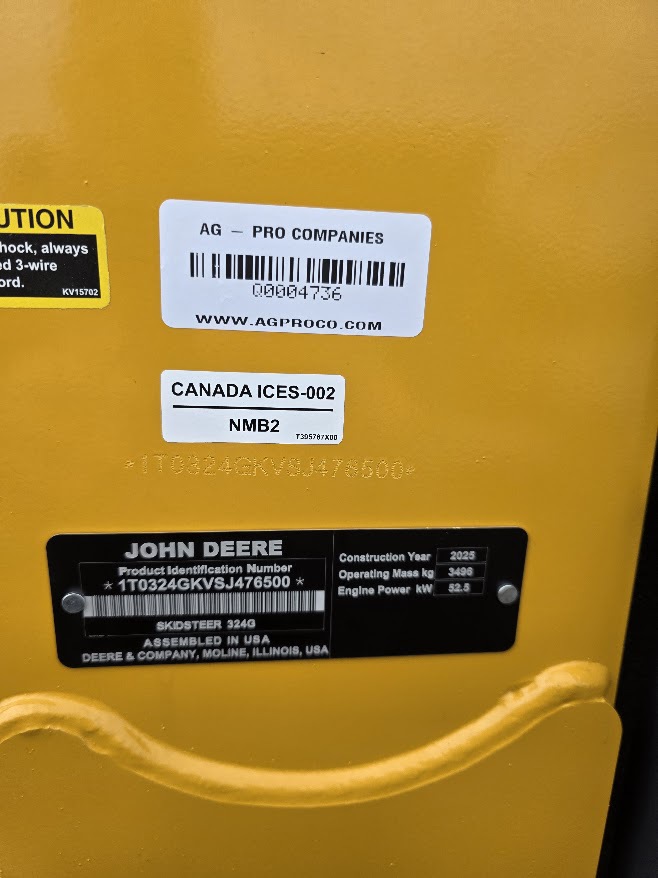 UTION
hock, always
ed 3-wire
ord.
KV15702
AG – PRO COMPANIES
Q0004736
WWW.AGPROCO.COM
CANADA ICES-002
NMB2
T395767X00
*1T0324GKVSJ476500*
JOHN DEERE
Product Identification Number
*1T0324GKVSJ476500*
SKIDSTEER 324G
ASSEMBLED IN USA
DEERE & COMPANY, MOLINE, ILLINOIS, USA
Construction Year 2025
Operating Mass kg 3496
Engine Power kW 52.5